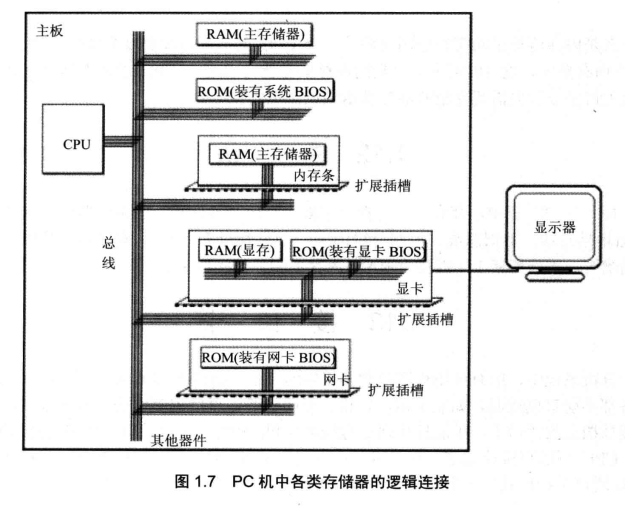 主板
RAM(主存储器)
ROM(装有系统 BIOS)
CPU
RAM(主存储器)
内存条
扩展插槽
总线
RAM(显存)
ROM(装有显卡 BIOS)
显卡
扩展插槽
显示器
ROM(装有网卡 BIOS)
网卡
扩展插槽
其他器件
图 1.7 PC 机中各类存储器的逻辑连接